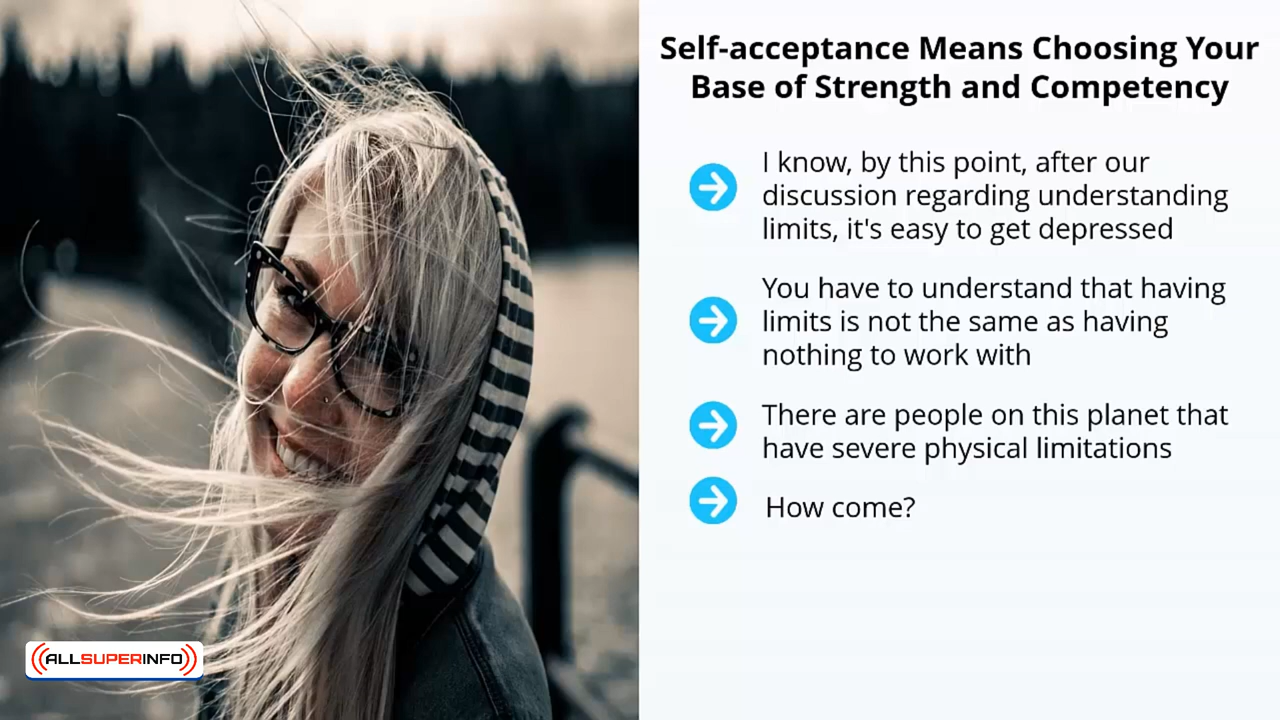 Self-acceptance Means Choosing Your
Base of Strength and Competency
I know, by this point, after our
discussion regarding understanding
limits, it's easy to get depressed
You have to understand that having
limits is not the same as having
nothing to work with
There are people on this planet that
have severe physical limitations
How come?
ALLSUPERINFO